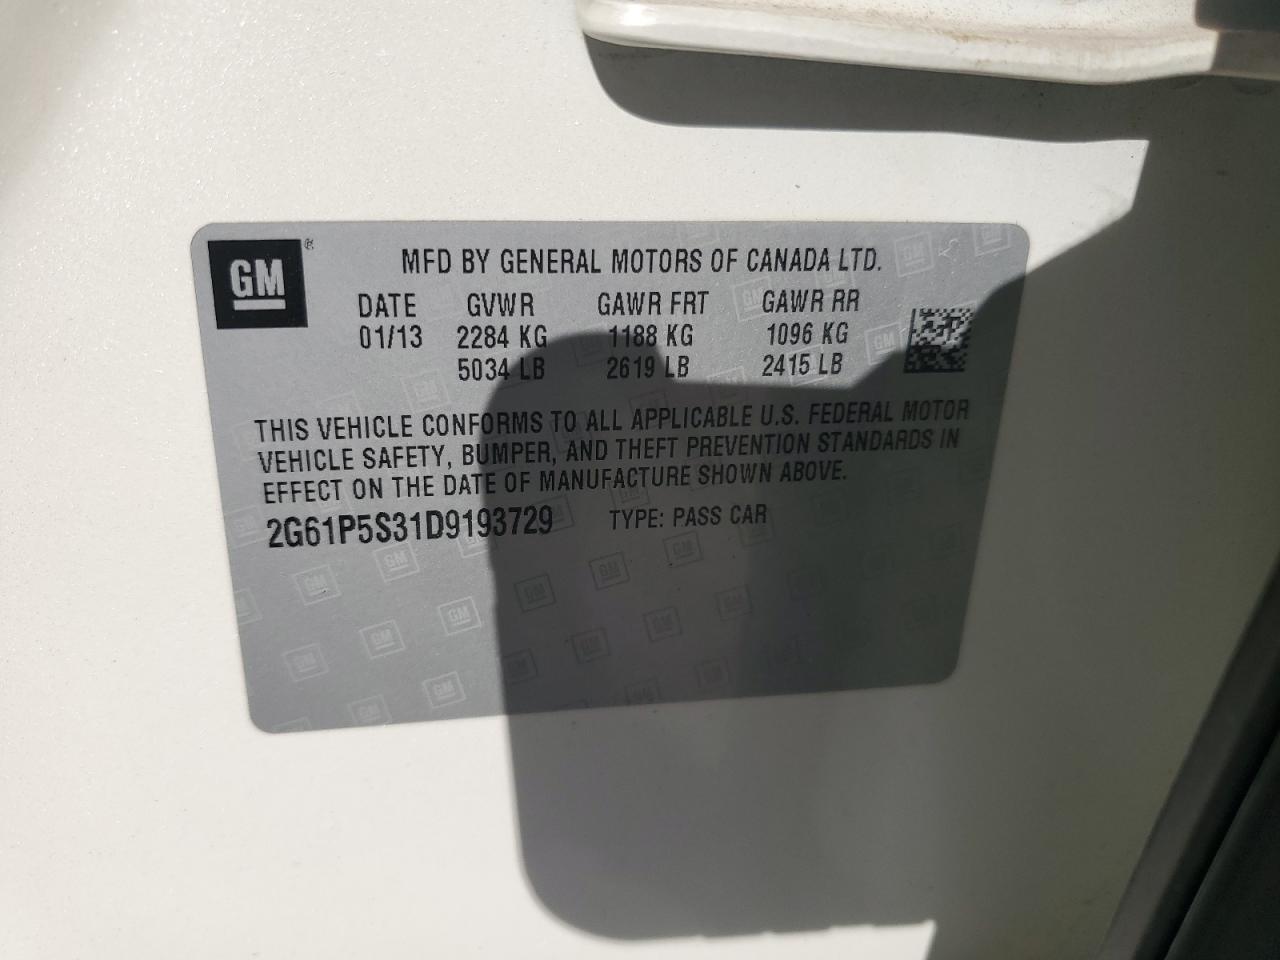 GM ®
MFD BY GENERAL MOTORS OF CANADA LTD.
DATE GVWR GAWR FRT GAWR RR
01/13 2284 KG 1188 KG 1096 KG
5034 LB 2619 LB 2415 LB
THIS VEHICLE CONFORMS TO ALL APPLICABLE U.S. FEDERAL MOTOR
VEHICLE SAFETY, BUMPER, AND THEFT PREVENTION STANDARDS IN
EFFECT ON THE DATE OF MANUFACTURE SHOWN ABOVE.
2G61P5S31D9193729 TYPE: PASS CAR